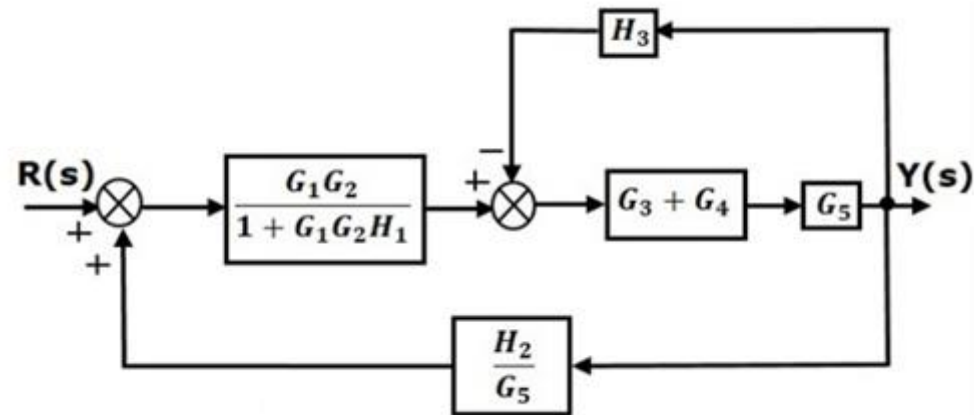 H₃
R(s)
Y(s)
+
+
G₁G₂
1 + G₁G₂H₁
+
−
G₃ + G₄
G₅
H₂
G₅